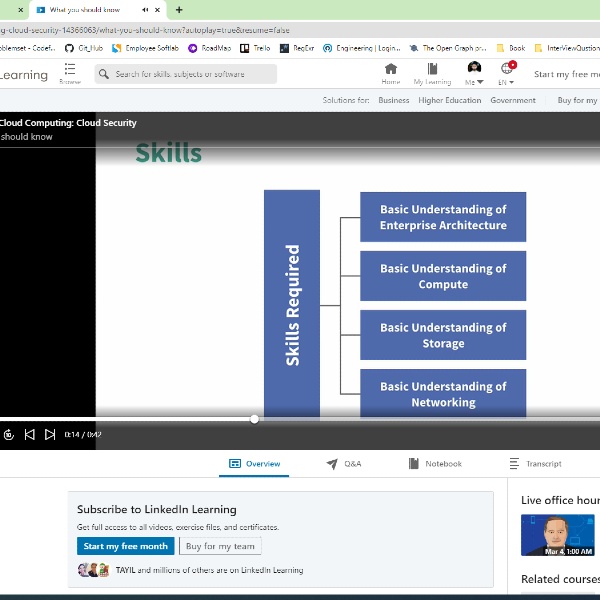 What you should know
g-cloud-security-14366063/what-you-should-know?autoplay=true&resume=false
oblemset - Codef... Git_Hub Employee Softlab RoadMap Trello RegExr Engineering | Login... The Open Graph pr... Book InterViewQustion
Learning Browse Search for skills, subjects or software Home My Learning Me EN Start my free m
Solutions for: Business Higher Education Government Buy for my
Cloud Computing: Cloud Security
should know
Skills
Skills Required
Basic Understanding of
Enterprise Architecture
Basic Understanding of
Compute
Basic Understanding of
Storage
Basic Understanding of
Networking
0:14 / 0:42
Overview Q&A Notebook Transcript
Subscribe to LinkedIn Learning
Get full access to all videos, exercise files, and certificates.
Start my free month Buy for my team
TAYIL and millions of others are on LinkedIn Learning
Live office hour
Mar 4, 1:00 AM
Related courses